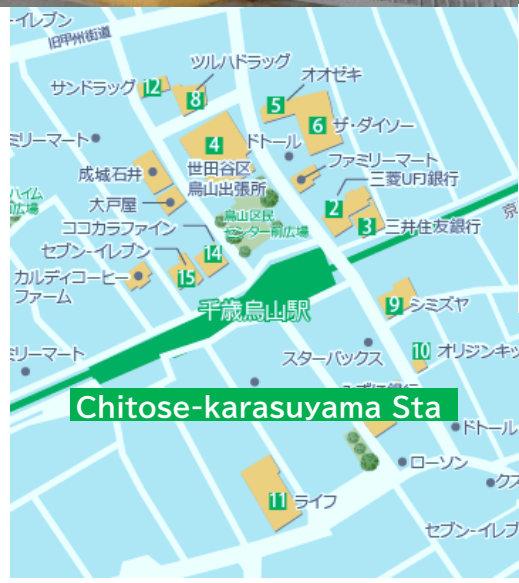 -イレブン
旧甲州街道
ツルハドラッグ
サンドラッグ
12
8
オオゼキ
5
6
ザ・ダイソー
4
ドトール
ミリーマート
世田谷区
烏山出張所
ファミリーマート
成城石井
三菱UFJ銀行
大戸屋
ハイム
広場
烏山区民
センター前広場
2
京
ココカラファイン
3
三井住友銀行
セブン-イレブン
14
15
カルディコーヒー
ファーム
千歳烏山駅
9
シミズヤ
ミリーマート
スターバックス
10
オリジンキッ
Chitose-karasuyama Sta
ドトール
ローソン
クス
11
ライフ
セブン-イレブ